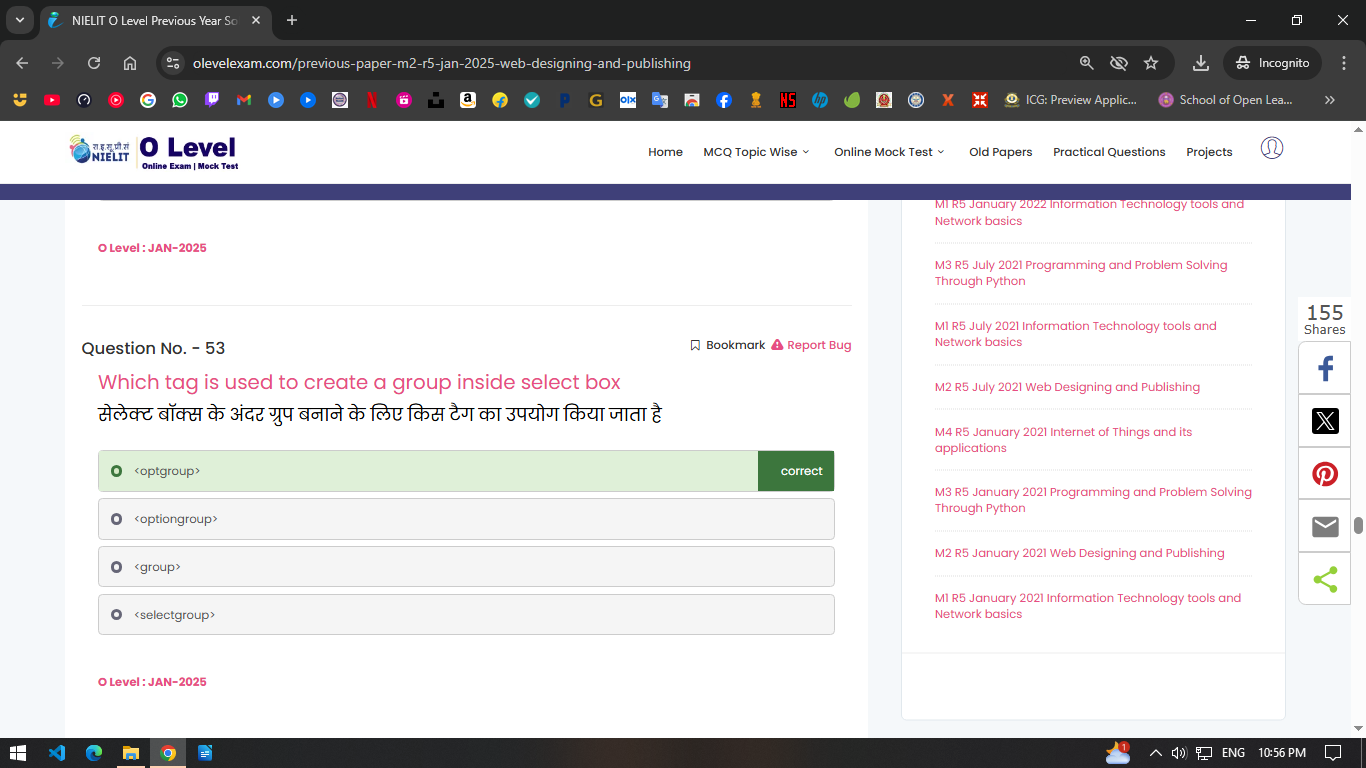 NIELIT O Level Previous Year So
olevelexam.com/previous-paper-m2-r5-jan-2025-web-designing-and-publishing
Incognito
ICG: Preview Applic...
School of Open Lea...
NIELIT
O Level
Online Exam | Mock Test
Home
MCQ Topic Wise
Online Mock Test
Old Papers
Practical Questions
Projects
O Level : JAN-2025
Question No. - 53
Bookmark
Report Bug
Which tag is used to create a group inside select box
सेलेक्ट बॉक्स के अंदर ग्रुप बनाने के लिए किस टैग का उपयोग किया जाता है
<optgroup>
correct
<optiongroup>
<group>
<selectgroup>
O Level : JAN-2025
M1 R5 January 2022 Information Technology tools and
Network basics
M3 R5 July 2021 Programming and Problem Solving
Through Python
M1 R5 July 2021 Information Technology tools and
Network basics
M2 R5 July 2021 Web Designing and Publishing
M4 R5 January 2021 Internet of Things and its
applications
M3 R5 January 2021 Programming and Problem Solving
Through Python
M2 R5 January 2021 Web Designing and Publishing
M1 R5 January 2021 Information Technology tools and
Network basics
155
Shares
1
ENG
10:56 PM